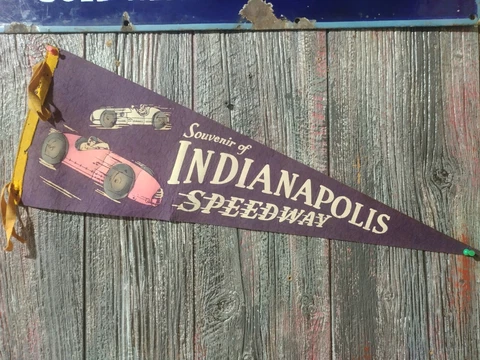 Souvenir of
INDIANAPOLIS
SPEEDWAY